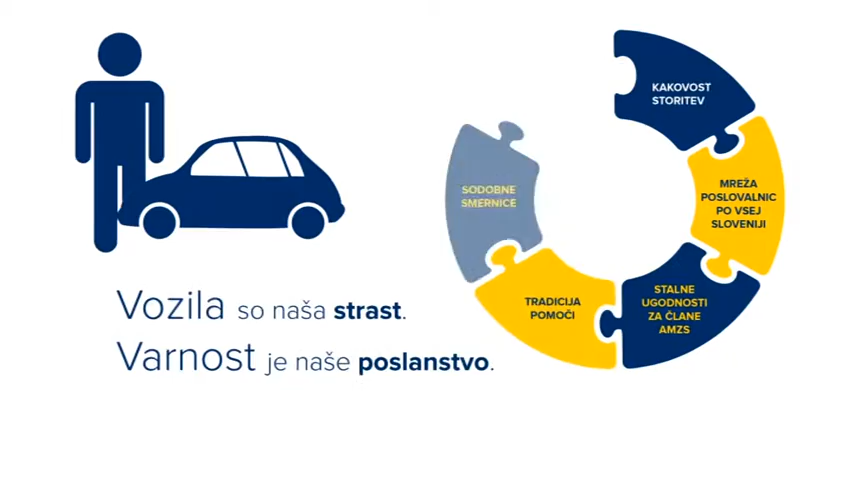 Vozila so naša strast.
Varnost je naše poslanstvo.
KAKOVOST
STORITEV
MREŽA
POSLOVALNIC
PO VSEJ
SLOVENIJI
STALNE
UGODNOSTI
ZA ČLANE
AMZS
TRADICIJA
POMOČI
SODOBNE
SMERNICE